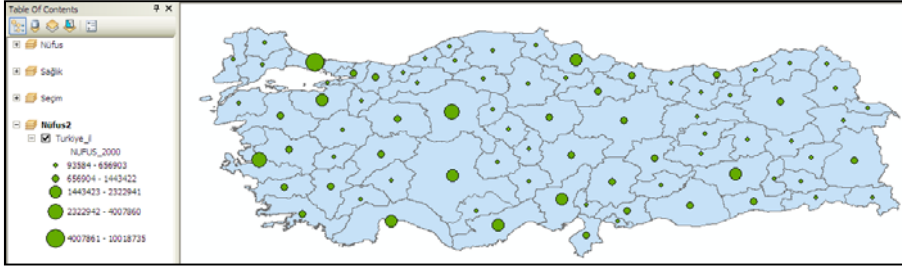 Table Of Contents
Nüfus
Sağlık
Seçim
Nüfus2
Turkiye_il
NUFUS_2000
93584 - 656903
656904 - 1443422
1443423 - 2322941
2322942 - 4007860
4007861 - 10018735